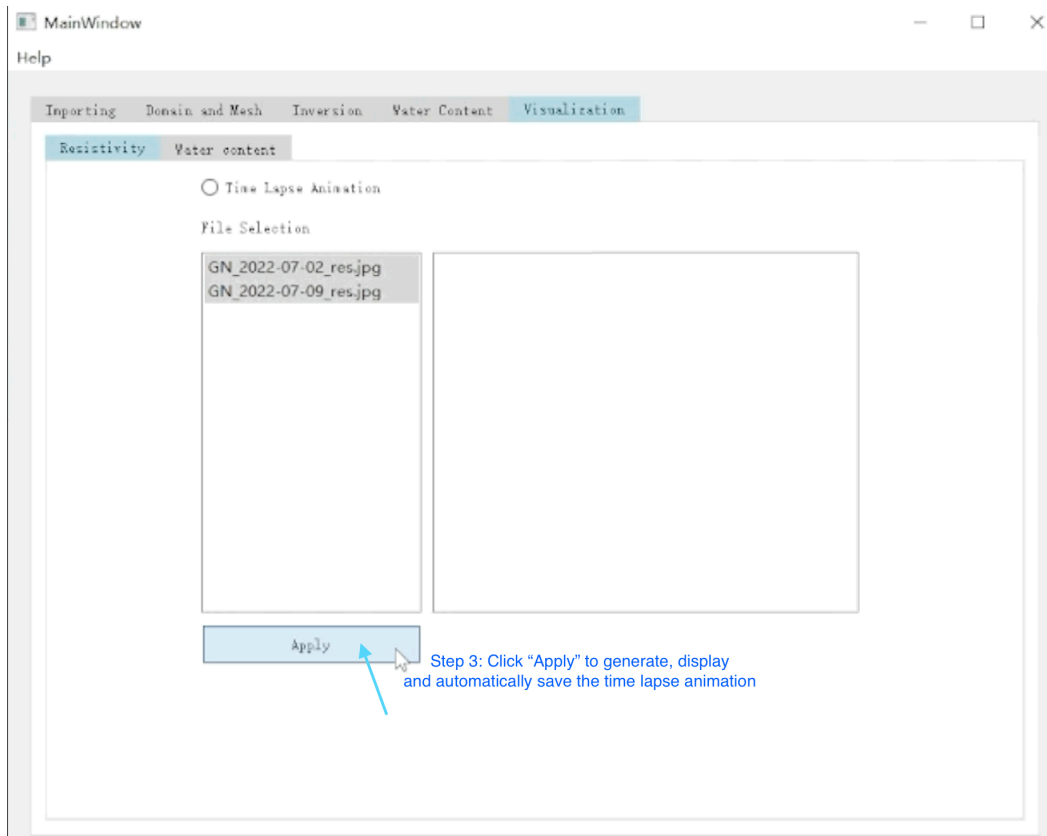 MainWindow
Help
Importing Domain and Mesh Inversion Water Content Visualization
Resistivity Water content
Time Lapse Animation
File Selection
GN_2022-07-02_res.jpg
GN_2022-07-09_res.jpg
Apply
Step 3: Click “Apply” to generate, display
and automatically save the time lapse animation